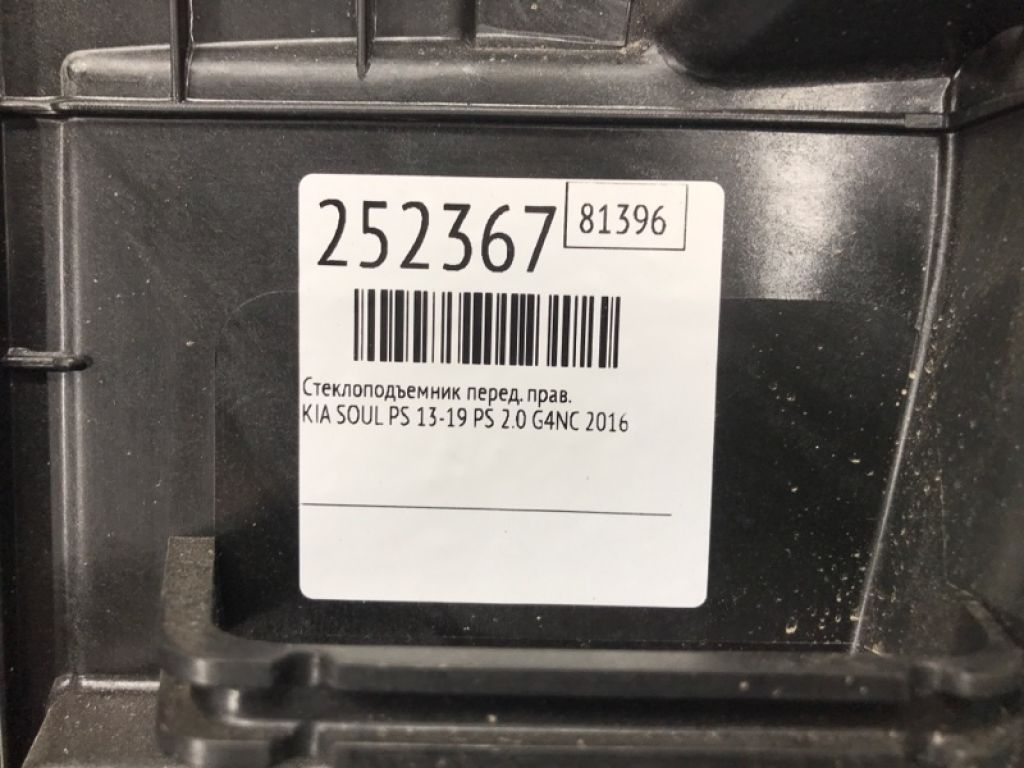 252367
81396
Стеклоподъемник перед. прав.
KIA SOUL PS 13-19 PS 2.0 G4NC 2016